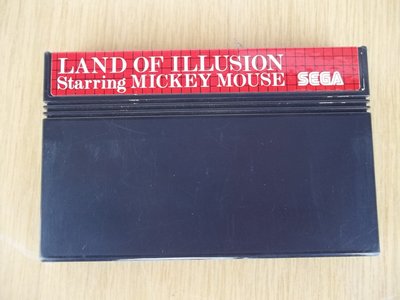 LAND OF ILLUSION
Starring MICKEY MOUSE SEGA